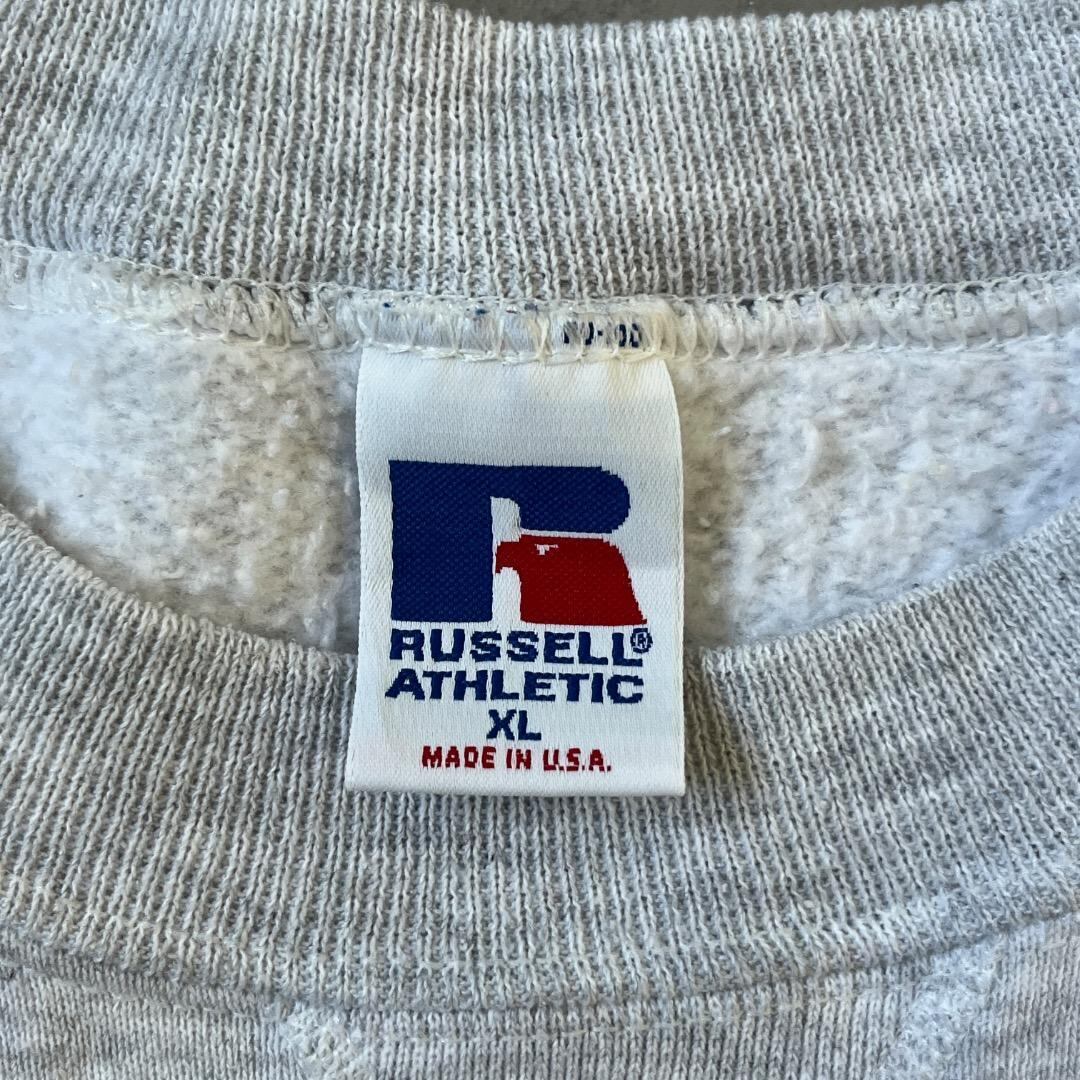 RUSSELL®
ATHLETIC
XL
MADE IN U.S.A.